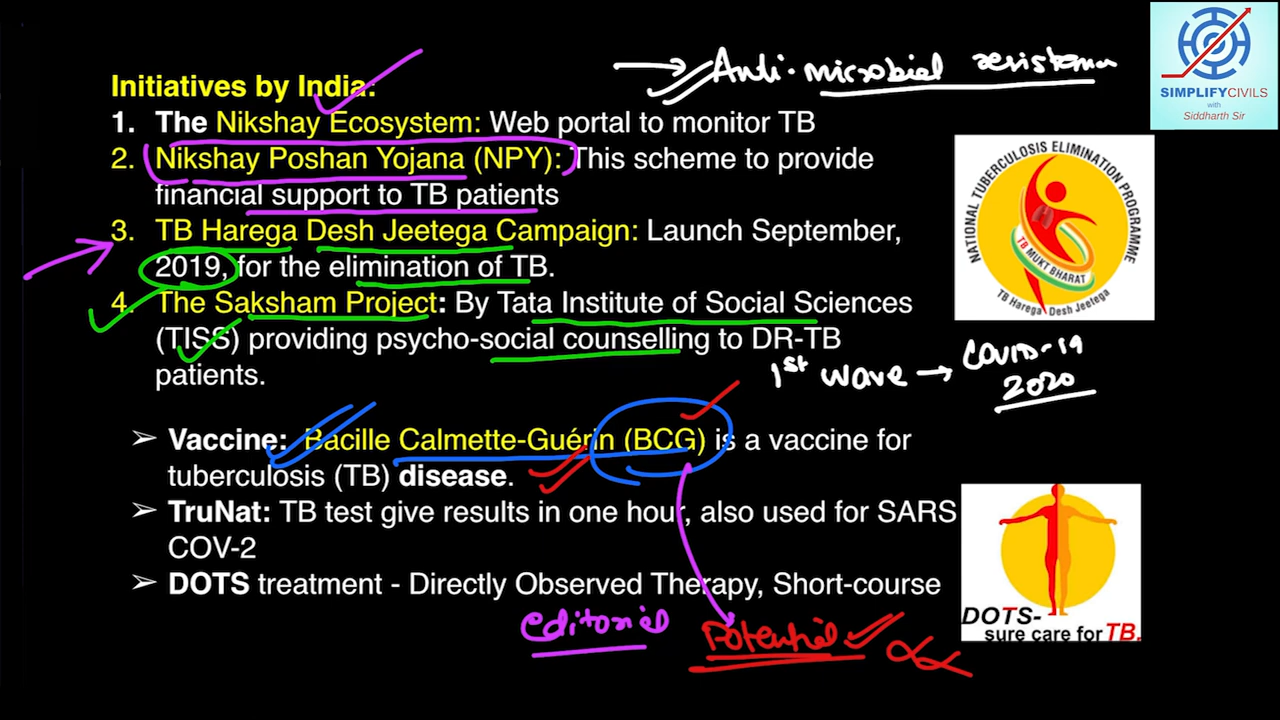 Initiatives by India:
→ Anti-microbial resistance
SIMPLIFYCIVILS
with
Siddharth Sir
1. The Nikshay Ecosystem: Web portal to monitor TB
2. Nikshay Poshan Yojana (NPY): This scheme to provide
financial support to TB patients
3. TB Harega Desh Jeetega Campaign: Launch September,
2019, for the elimination of TB.
4. The Saksham Project: By Tata Institute of Social Sciences
(TISS) providing psycho-social counselling to DR-TB
patients.
NATIONAL TUBERCULOSIS ELIMINATION PROGRAMME
TB MUKT BHARAT
TB Harega Desh Jeetega
1st wave → COVID-19
2020
➢ Vaccine: Bacille Calmette-Guérin (BCG) is a vaccine for
tuberculosis (TB) disease.
➢ TruNat: TB test give results in one hour, also used for SARS
COV-2
➢ DOTS treatment - Directly Observed Therapy, Short-course
DOTS-
sure care for TB.
editorial
Potential